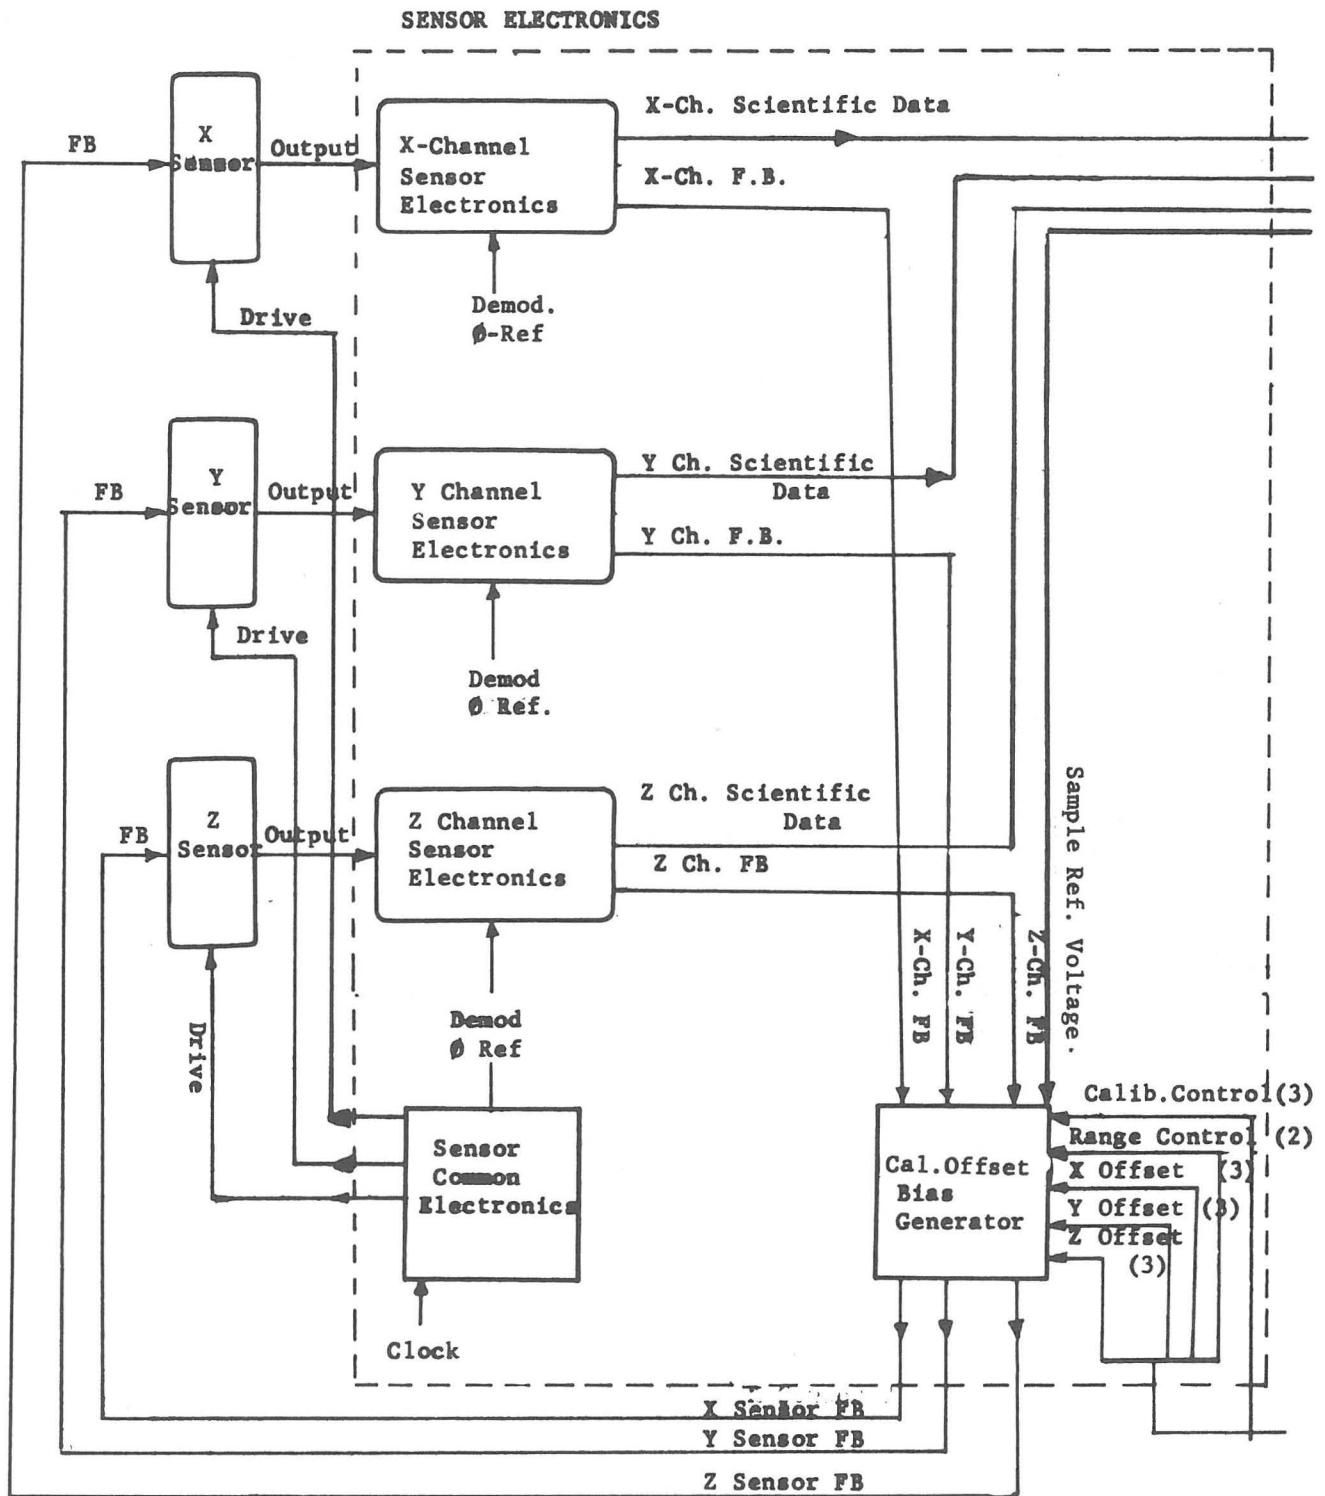 SENSOR ELECTRONICS
FB
X
Sensor
Output
X-Channel
Sensor
Electronics
X-Ch. Scientific Data
X-Ch. F.B.
Drive
Demod.
Ø-Ref
FB
Y
Sensor
Output
Y Channel
Sensor
Electronics
Y Ch. Scientific
Data
Y Ch. F.B.
Drive
Demod
Ø Ref.
FB
Z
Sensor
Output
Z Channel
Sensor
Electronics
Z Ch. Scientific
Data
Z Ch. FB
Sample Ref. Voltage.
X-Ch. FB
Y-Ch. FB
Z-Ch. FB
Drive
Demod
Ø Ref
Sensor
Common
Electronics
Clock
Cal.Offset
Bias
Generator
Calib.Control(3)
Range Control (2)
X Offset (3)
Y Offset (3)
Z Offset
(3)
X Sensor FB
Y Sensor FB
Z Sensor FB